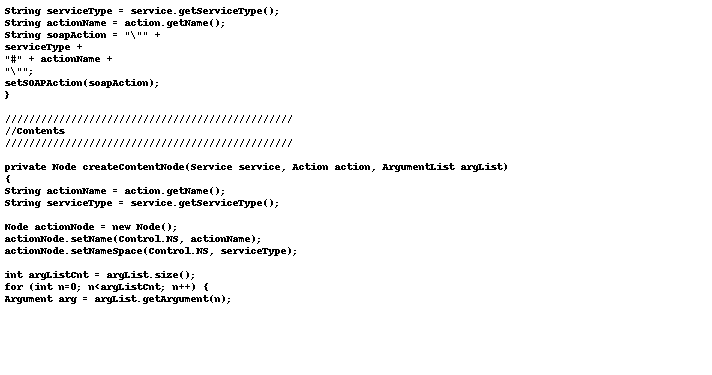 String serviceType = service.getServiceType();
String actionName = action.getName();
String soapAction = "\"" +
serviceType +
"#" + actionName +
"\"";
setSOAPAction(soapAction);
}
////////////////////////////////////////////////
//Contents
////////////////////////////////////////////////
private Node createContentNode(Service service, Action action, ArgumentList argList)
{
String actionName = action.getName();
String serviceType = service.getServiceType();
Node actionNode = new Node();
actionNode.setName(Control.NS, actionName);
actionNode.setNameSpace(Control.NS, serviceType);
int argListCnt = argList.size();
for (int n=0; n<argListCnt; n++) {
Argument arg = argList.getArgument(n);